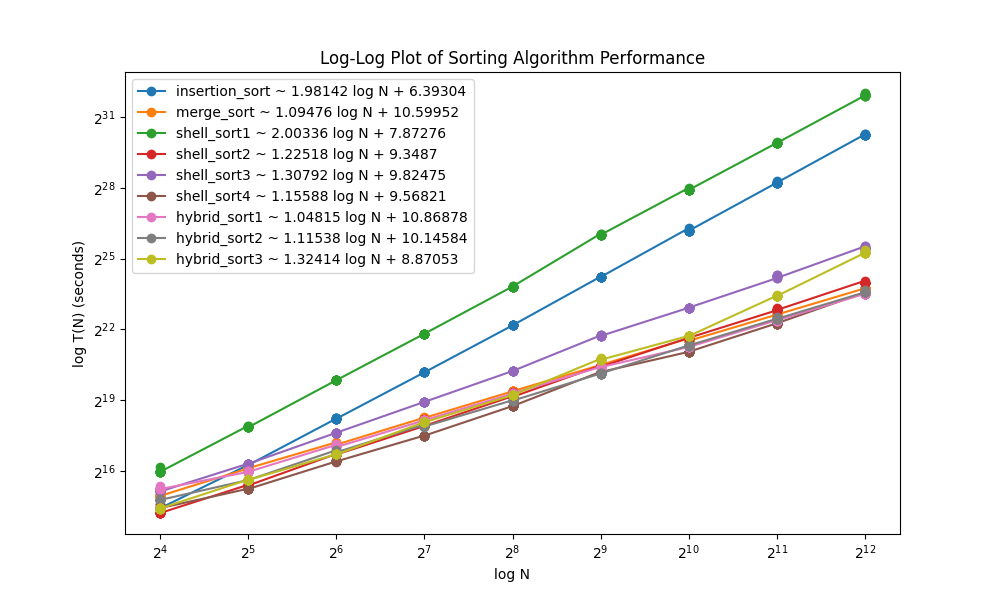 Log-Log Plot of Sorting Algorithm Performance
insertion_sort ~ 1.98142 log N + 6.39304
merge_sort ~ 1.09476 log N + 10.59952
shell_sort1 ~ 2.00336 log N + 7.87276
shell_sort2 ~ 1.22518 log N + 9.3487
shell_sort3 ~ 1.30792 log N + 9.82475
shell_sort4 ~ 1.15588 log N + 9.56821
hybrid_sort1 ~ 1.04815 log N + 10.86878
hybrid_sort2 ~ 1.11538 log N + 10.14584
hybrid_sort3 ~ 1.32414 log N + 8.87053
log T(N) (seconds)
2^31
2^28
2^25
2^22
2^19
2^16
2^4 2^5 2^6 2^7 2^8 2^9 2^10 2^11 2^12
log N